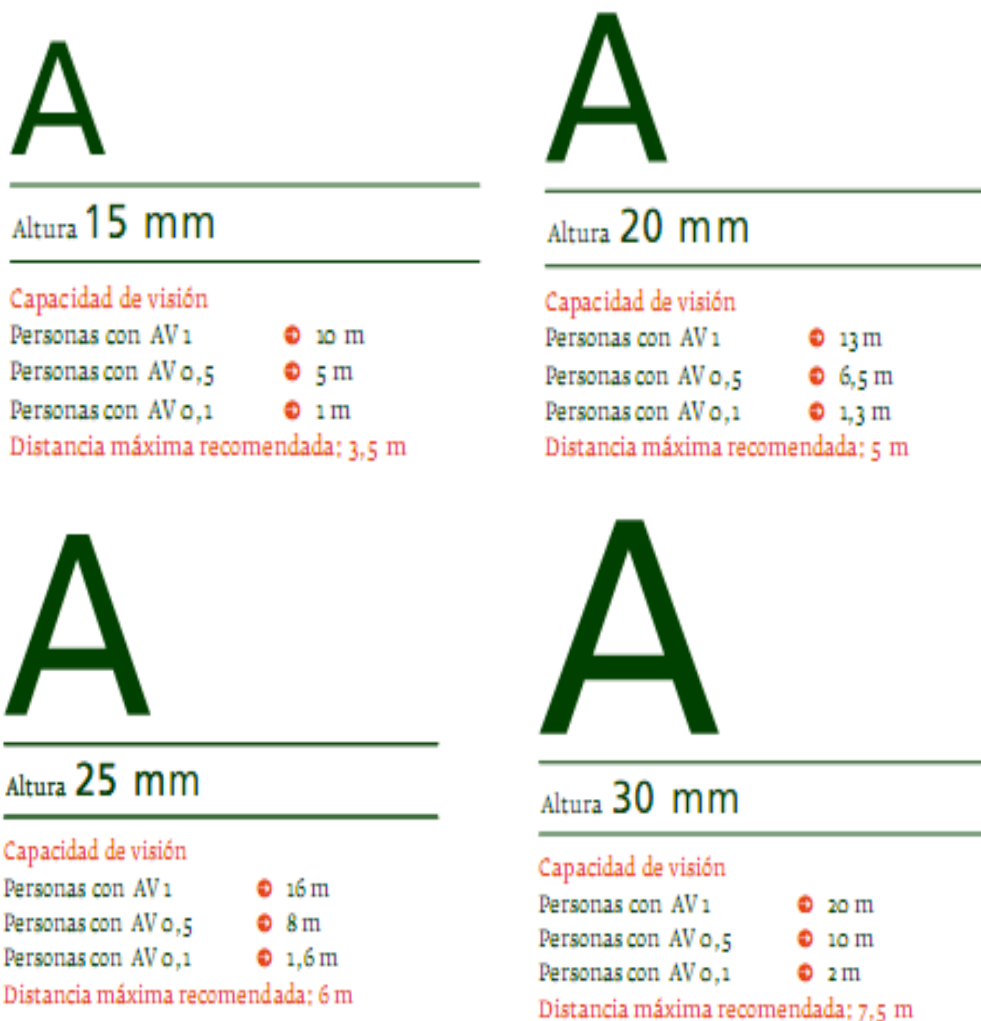 A
Altura 15 mm
Capacidad de visión
Personas con AV 1 10 m
Personas con AV 0,5 5 m
Personas con AV 0,1 1 m
Distancia máxima recomendada: 3,5 m
A
Altura 20 mm
Capacidad de visión
Personas con AV 1 13 m
Personas con AV 0,5 6,5 m
Personas con AV 0,1 1,3 m
Distancia máxima recomendada: 5 m
A
Altura 25 mm
Capacidad de visión
Personas con AV 1 16 m
Personas con AV 0,5 8 m
Personas con AV 0,1 1,6 m
Distancia máxima recomendada: 6 m
A
Altura 30 mm
Capacidad de visión
Personas con AV 1 20 m
Personas con AV 0,5 10 m
Personas con AV 0,1 2 m
Distancia máxima recomendada: 7,5 m